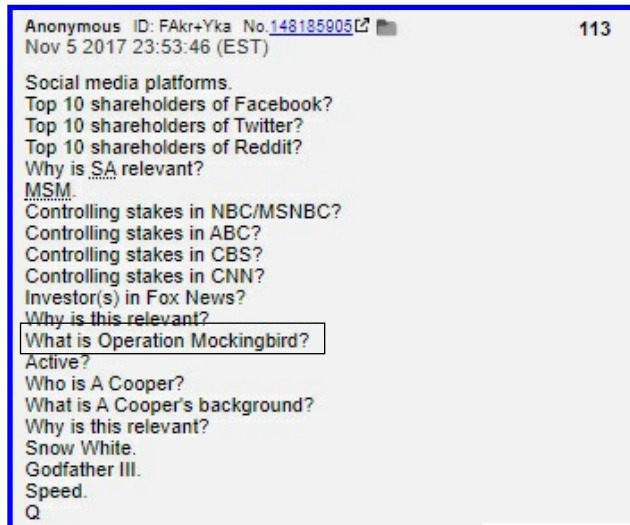 Anonymous ID: FAkr+Yka No.148185905 113
Nov 5 2017 23:53:46 (EST)
Social media platforms.
Top 10 shareholders of Facebook?
Top 10 shareholders of Twitter?
Top 10 shareholders of Reddit?
Why is SA relevant?
MSM.
Controlling stakes in NBC/MSNBC?
Controlling stakes in ABC?
Controlling stakes in CBS?
Controlling stakes in CNN?
Investor(s) in Fox News?
Why is this relevant?
What is Operation Mockingbird?
Active?
Who is A Cooper?
What is A Cooper's background?
Why is this relevant?
Snow White.
Godfather III.
Speed.
Q